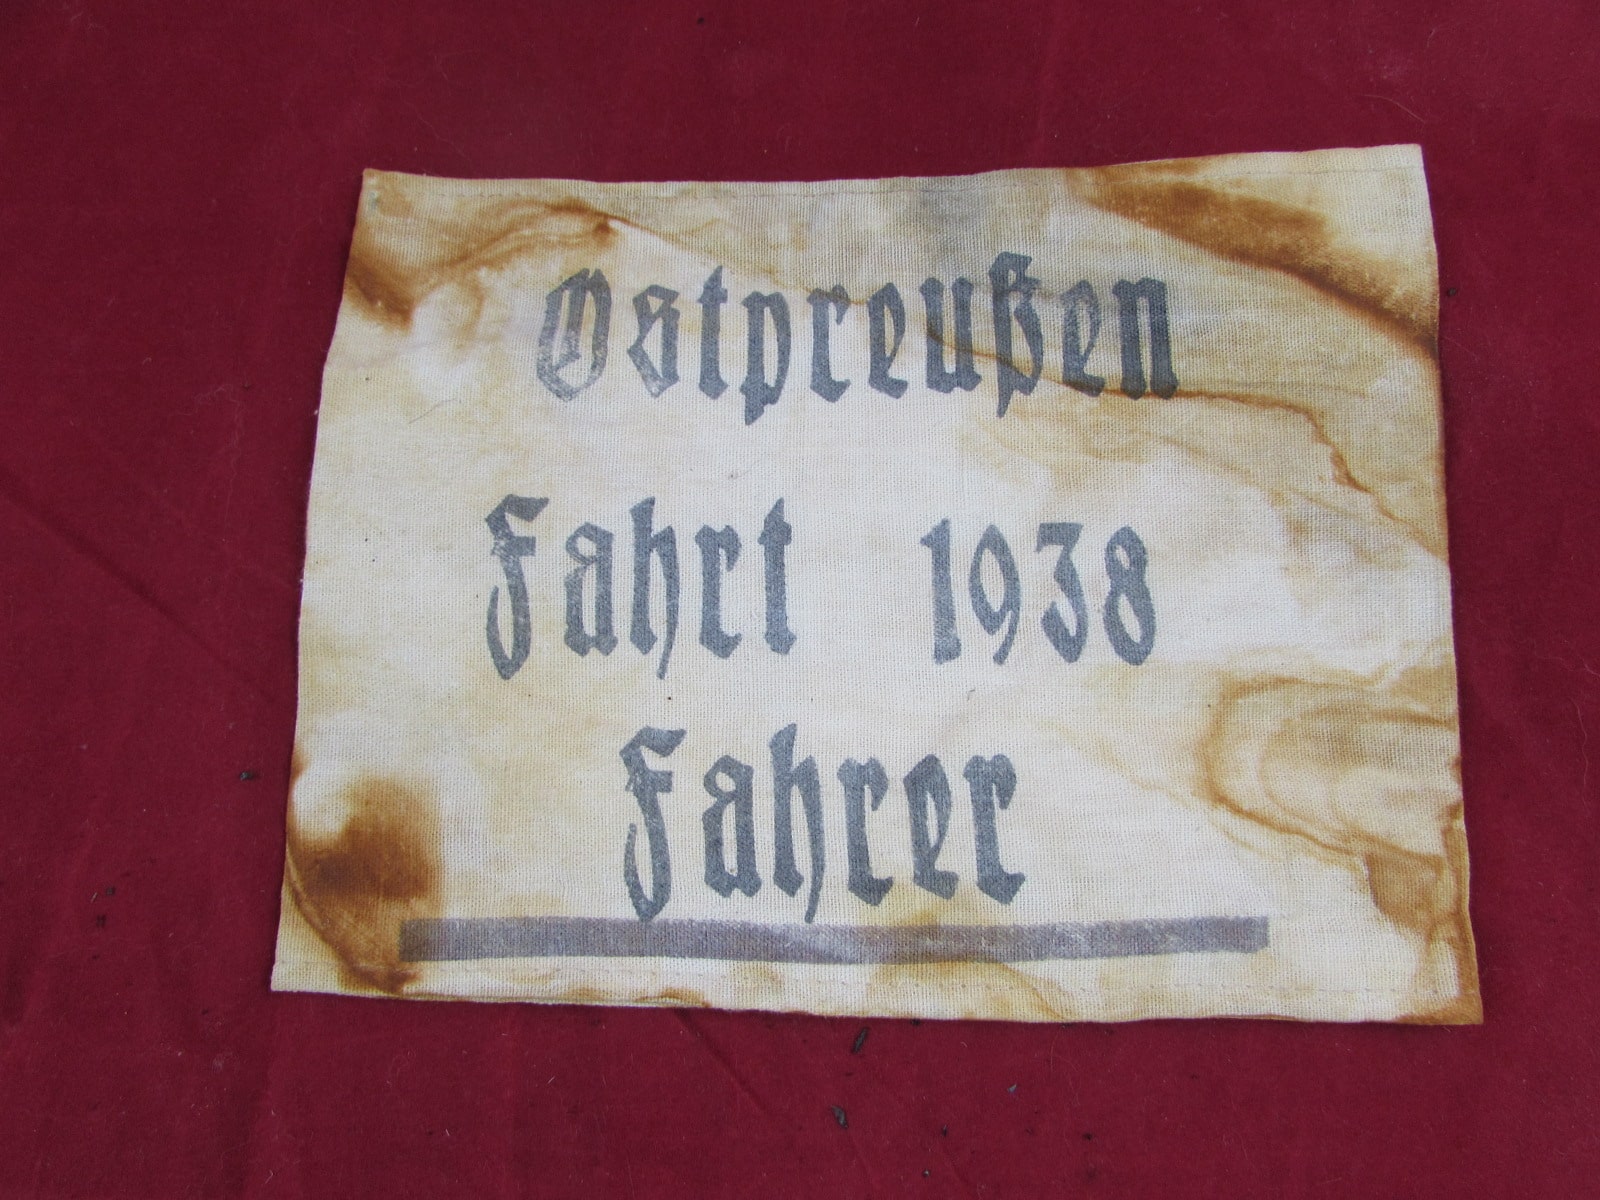 Ostpreußen
Fahrt 1938
Fahrer